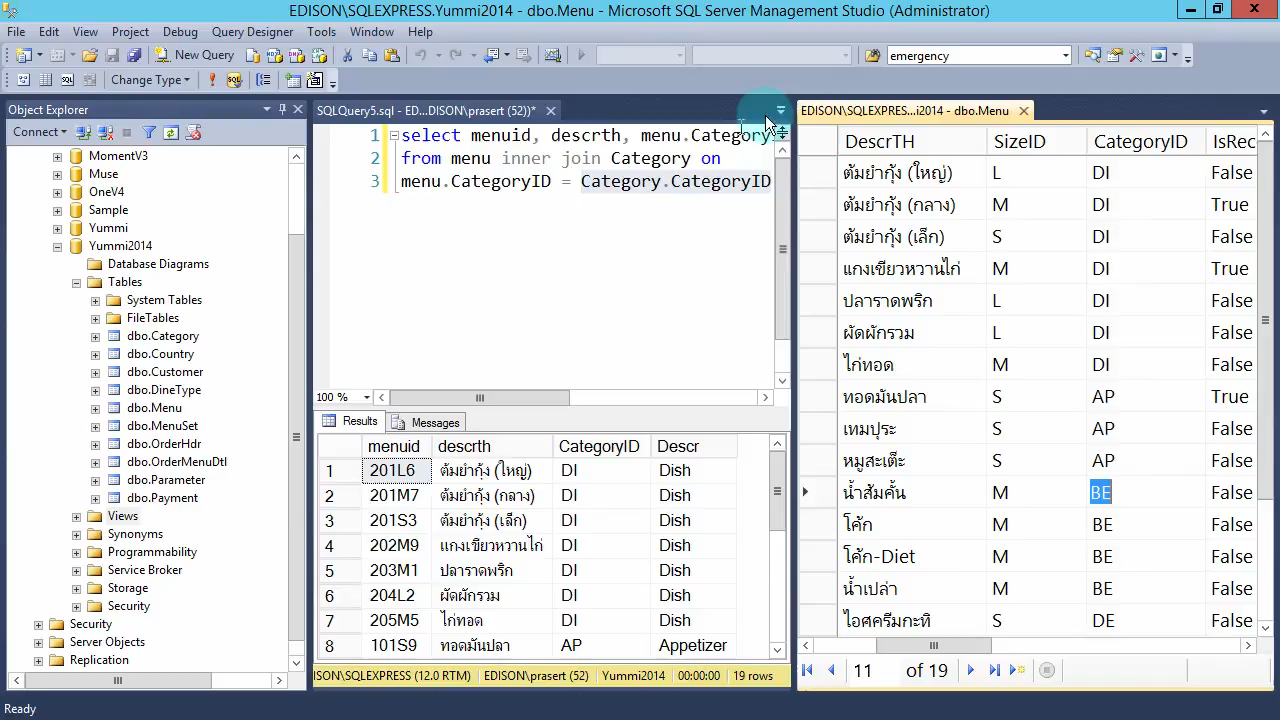 EDISON\SQLEXPRESS.Yummi2014 - dbo.Menu - Microsoft SQL Server Management Studio (Administrator)
File Edit View Project Debug Query Designer Tools Window Help
New Query emergency
Change Type
Object Explorer
Connect
MomentV3
Muse
OneV4
Sample
Yummi
Yummi2014
Database Diagrams
Tables
System Tables
FileTables
dbo.Category
dbo.Country
dbo.Customer
dbo.DineType
dbo.Menu
dbo.MenuSet
dbo.OrderHdr
dbo.OrderMenuDtl
dbo.Parameter
dbo.Payment
Views
Synonyms
Programmability
Service Broker
Storage
Security
Security
Server Objects
Replication
SQLQuery5.sql - ED...DISON\prasert (52))*
1 select menuid, descrth, menu.Category
2 from menu inner join Category on
3 menu.CategoryID = Category.CategoryID
100 %
Results Messages
menuid descrth CategoryID Descr
1 201L6 ต้มยำกุ้ง (ใหญ่) DI Dish
2 201M7 ต้มยำกุ้ง (กลาง) DI Dish
3 201S3 ต้มยำกุ้ง (เล็ก) DI Dish
4 202M9 แกงเขียวหวานไก่ DI Dish
5 203M1 ปลาราดพริก DI Dish
6 204L2 ผัดผักรวม DI Dish
7 205M5 ไก่ทอด DI Dish
8 101S9 ทอดมันปลา AP Appetizer
ISON\SQLEXPRESS (12.0 RTM) EDISON\prasert (52) Yummi2014 00:00:00 19 rows
EDISON\SQLEXPRES...i2014 - dbo.Menu
DescrTH SizeID CategoryID IsRec
ต้มยำกุ้ง (ใหญ่) L DI False
ต้มยำกุ้ง (กลาง) M DI True
ต้มยำกุ้ง (เล็ก) S DI False
แกงเขียวหวานไก่ M DI True
ปลาราดพริก L DI False
ผัดผักรวม L DI False
ไก่ทอด M DI False
ทอดมันปลา S AP True
เทมปุระ S AP False
หมูสะเต๊ะ S AP False
น้ำส้มคั้น M BE False
โค้ก M BE False
โค้ก-Diet M BE False
น้ำเปล่า M BE False
ไอศครีมกะทิ S DE False
11 of 19
Ready